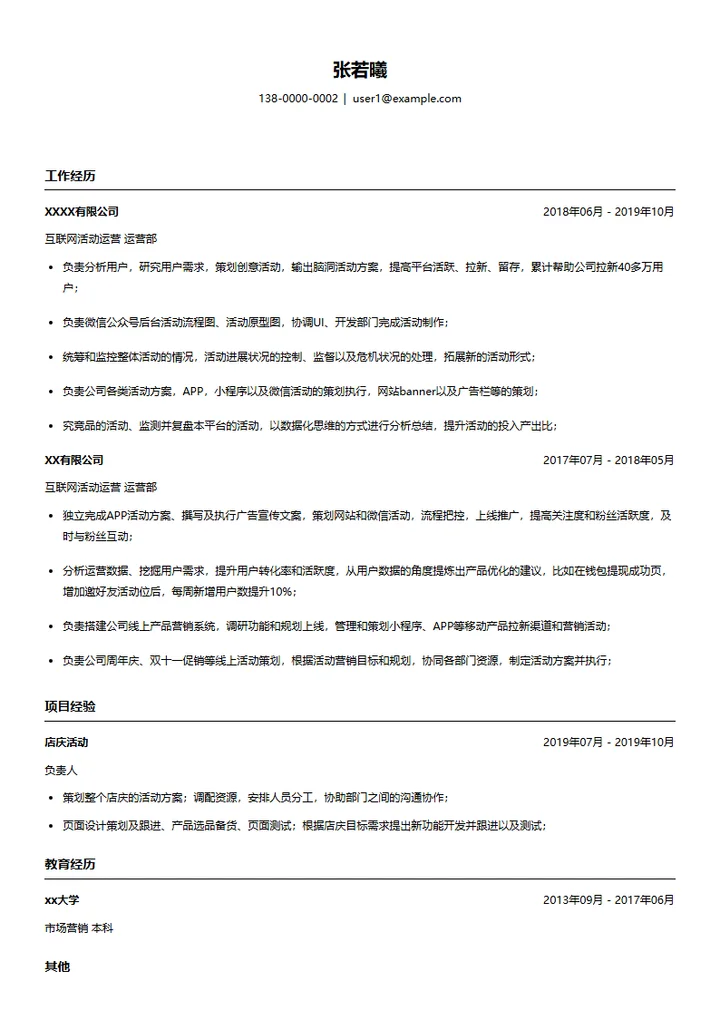 张若曦
138-0000-0002 | user1@example.com
工作经历
XXXX有限公司 2018年06月 - 2019年10月
互联网活动运营 运营部
• 负责分析用户，研究用户需求，策划创意活动，输出脑洞活动方案，提高平台活跃、拉新、留存，累计帮助公司拉新40多万用
户；
• 负责微信公众号后台活动流程图、活动原型图，协调UI、开发部门完成活动制作；
• 统筹和监控整体活动的情况，活动进展状况的控制、监督以及危机状况的处理，拓展新的活动形式；
• 负责公司各类活动方案，APP，小程序以及微信活动的策划执行，网站banner以及广告栏等的策划；
• 究竞品的活动、监测并复盘本平台的活动，以数据化思维的方式进行分析总结，提升活动的投入产出比；
XX有限公司 2017年07月 - 2018年05月
互联网活动运营 运营部
• 独立完成APP活动方案、撰写及执行广告宣传文案，策划网站和微信活动，流程把控，上线推广，提高关注度和粉丝活跃度，及
时与粉丝互动；
• 分析运营数据、挖掘用户需求，提升用户转化率和活跃度，从用户数据的角度提炼出产品优化的建议，比如在钱包提现成功页，
增加邀好友活动位后，每周新增用户数提升10%；
• 负责搭建公司线上产品营销系统，调研功能和规划上线，管理和策划小程序、APP等移动产品拉新渠道和营销活动；
• 负责公司周年庆、双十一促销等线上活动策划，根据活动营销目标和规划，协同各部门资源，制定活动方案并执行；
项目经验
店庆活动 2019年07月 - 2019年10月
负责人
• 策划整个店庆的活动方案；调配资源，安排人员分工，协助部门之间的沟通协作；
• 页面设计策划及跟进、产品选品备货、页面测试；根据店庆目标需求提出新功能开发并跟进以及测试；
教育经历
xx大学 2013年09月 - 2017年06月
市场营销 本科
其他